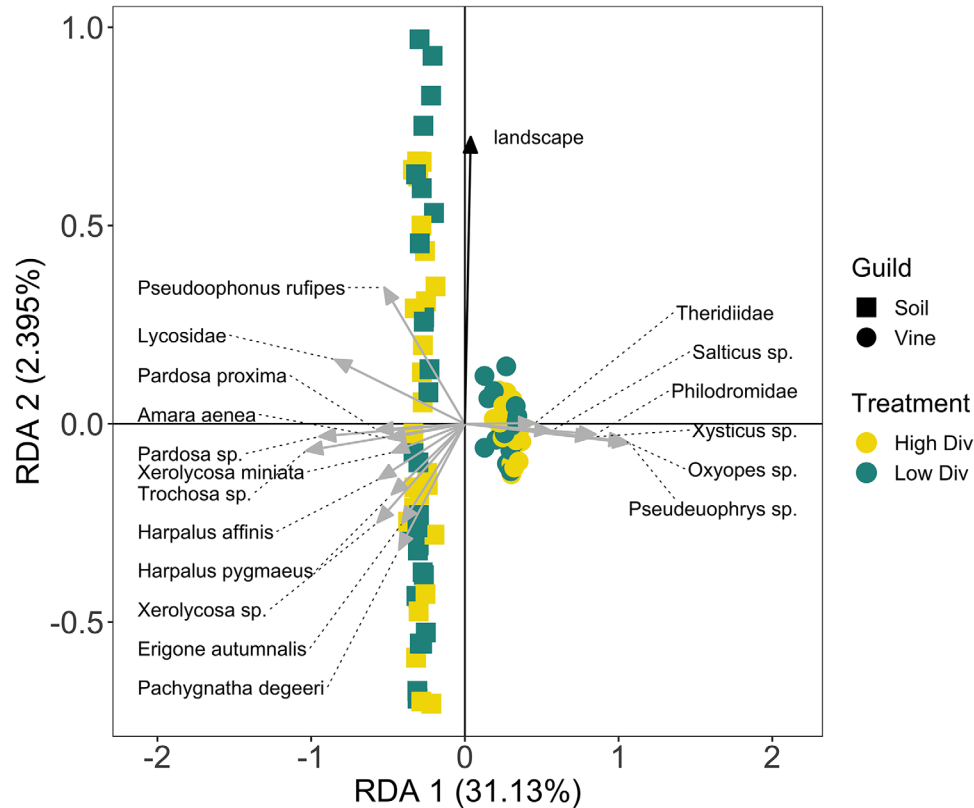 1.0
0.5
0.0
-0.5
RDA 2 (2.395%)
landscape
Pseudoophonus rufipes
Lycosidae
Pardosa proxima
Amara aenea
Pardosa sp.
Xerolycosa miniata
Trochosa sp.
Harpalus affinis
Harpalus pygmaeus
Xerolycosa sp.
Erigone autumnalis
Pachygnatha degeeri
Theridiidae
Salticus sp.
Philodromidae
Xysticus sp.
Oxyopes sp.
Pseudeuophrys sp.
-2
-1
0
1
2
RDA 1 (31.13%)
Guild
Soil
Vine
Treatment
High Div
Low Div